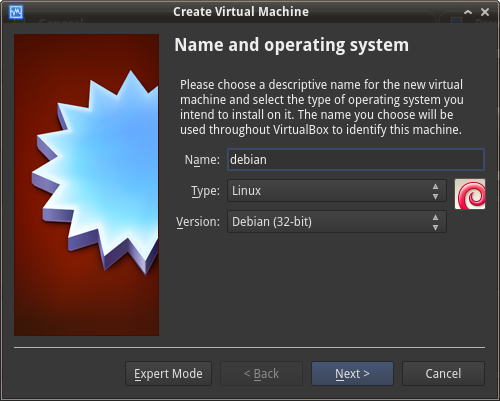 Create Virtual Machine
Name and operating system
Please choose a descriptive name for the new virtual
machine and select the type of operating system you
intend to install on it. The name you choose will be
used throughout VirtualBox to identify this machine.
Name: debian
Type: Linux
Version: Debian (32-bit)
Expert Mode < Back Next > Cancel